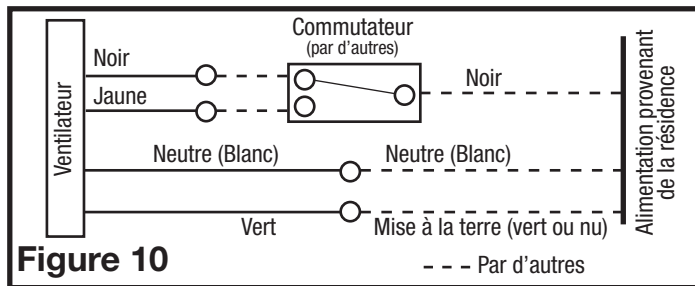 Commutateur
(par d'autres)
Noir
Noir
Jaune
Ventilateur
Neutre (Blanc)
Neutre (Blanc)
Vert
Mise à la terre (vert ou nu)
Alimentation provenant
de la résidence
Figure 10
Par d'autres